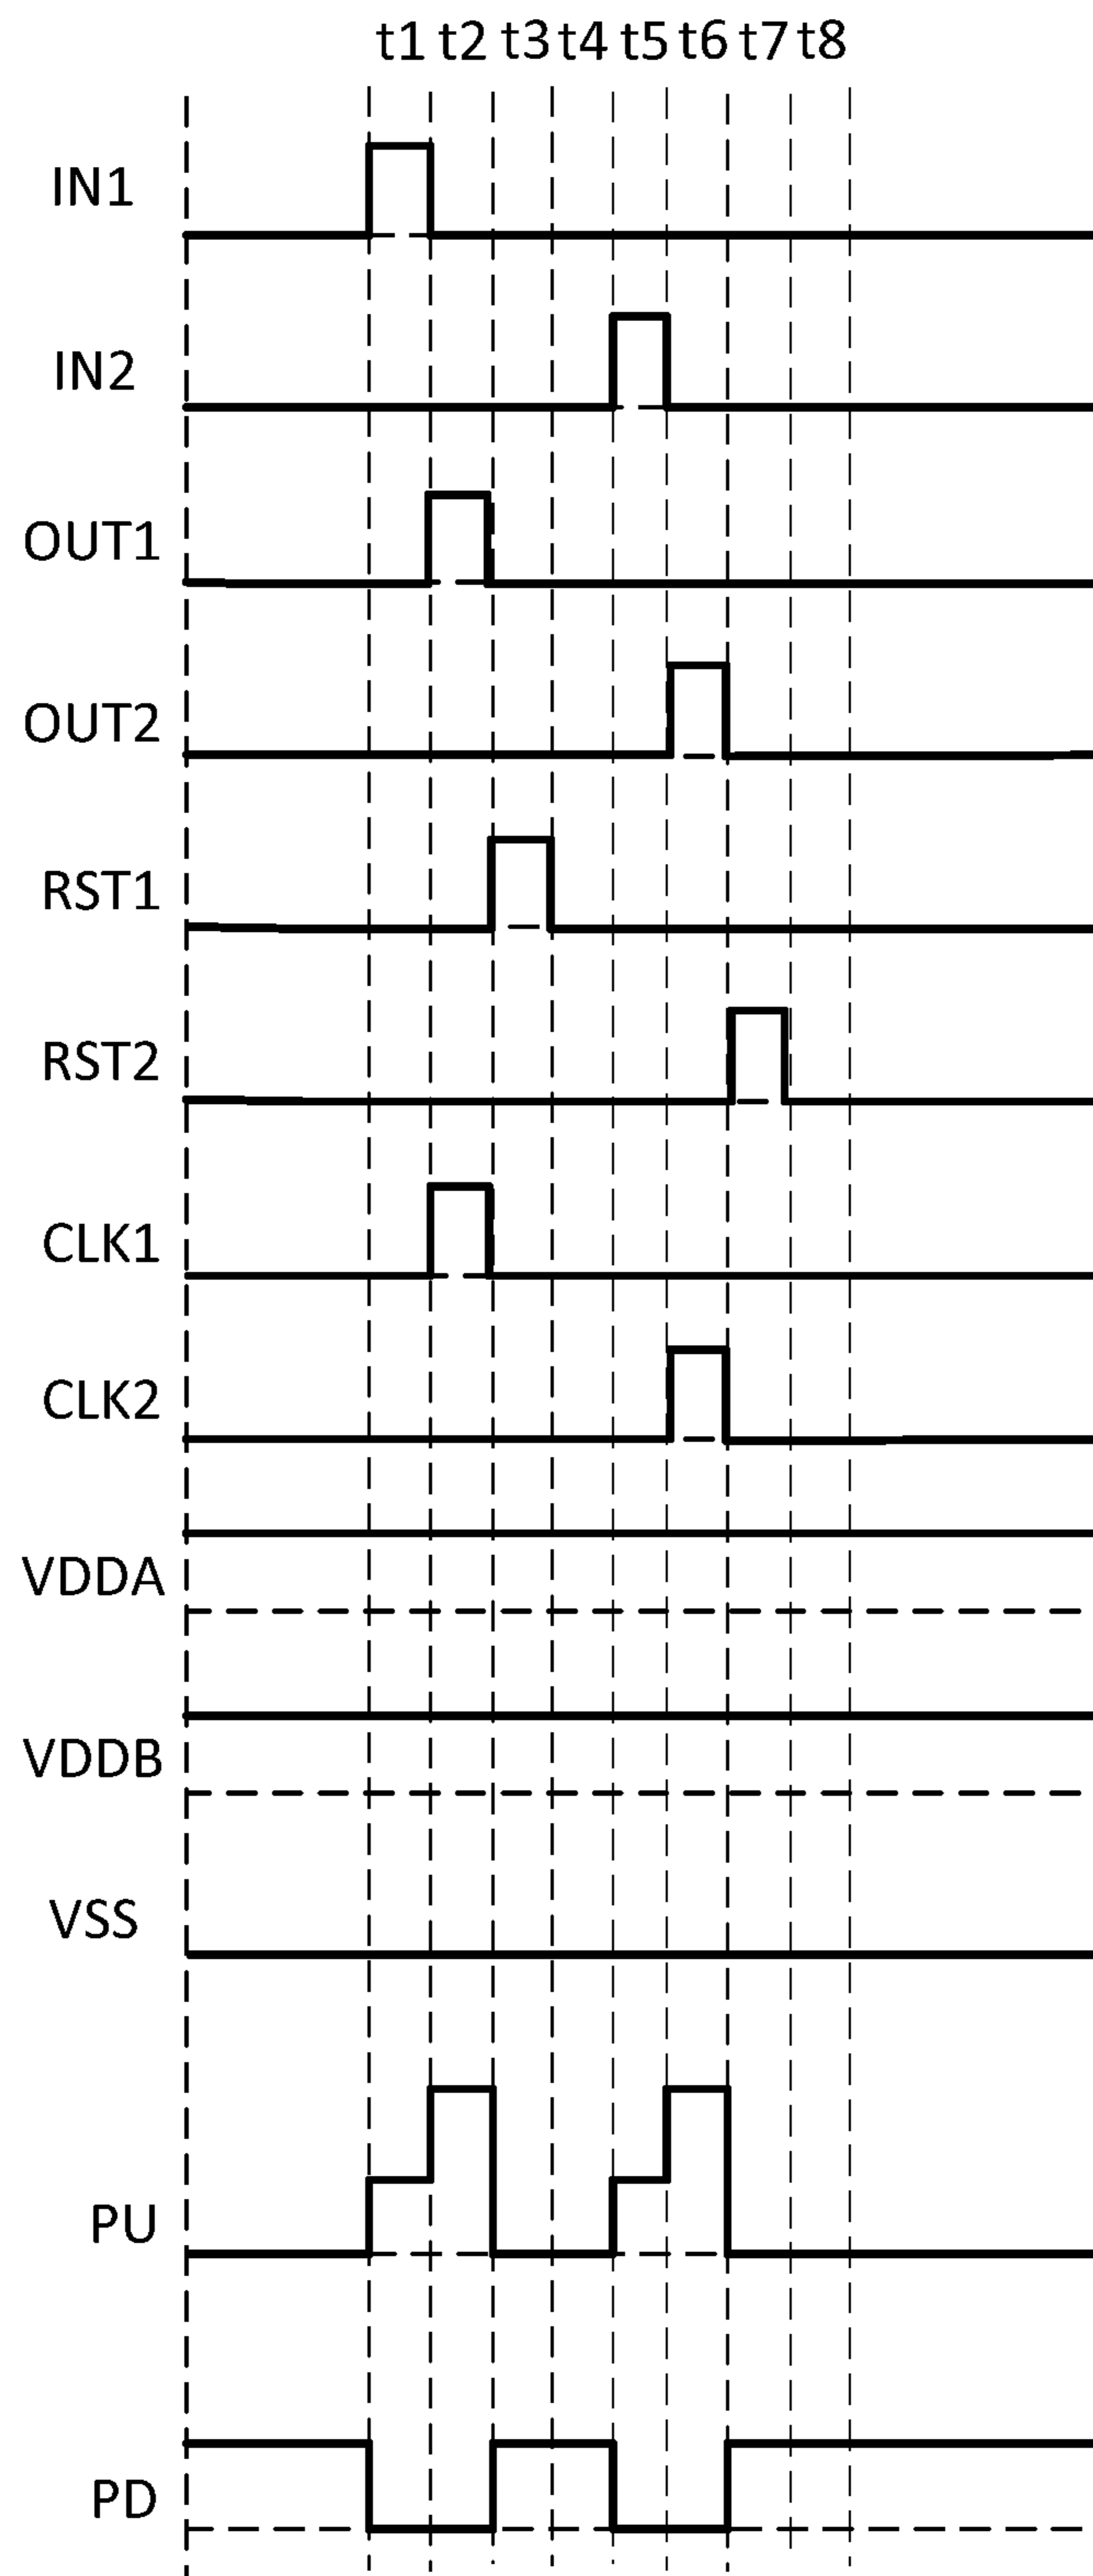 t1 t2 t3 t4 t5 t6 t7 t8
IN1
IN2
OUT1
OUT2
RST1
RST2
CLK1
CLK2
VDDA
VDDB
VSS
PU
PD